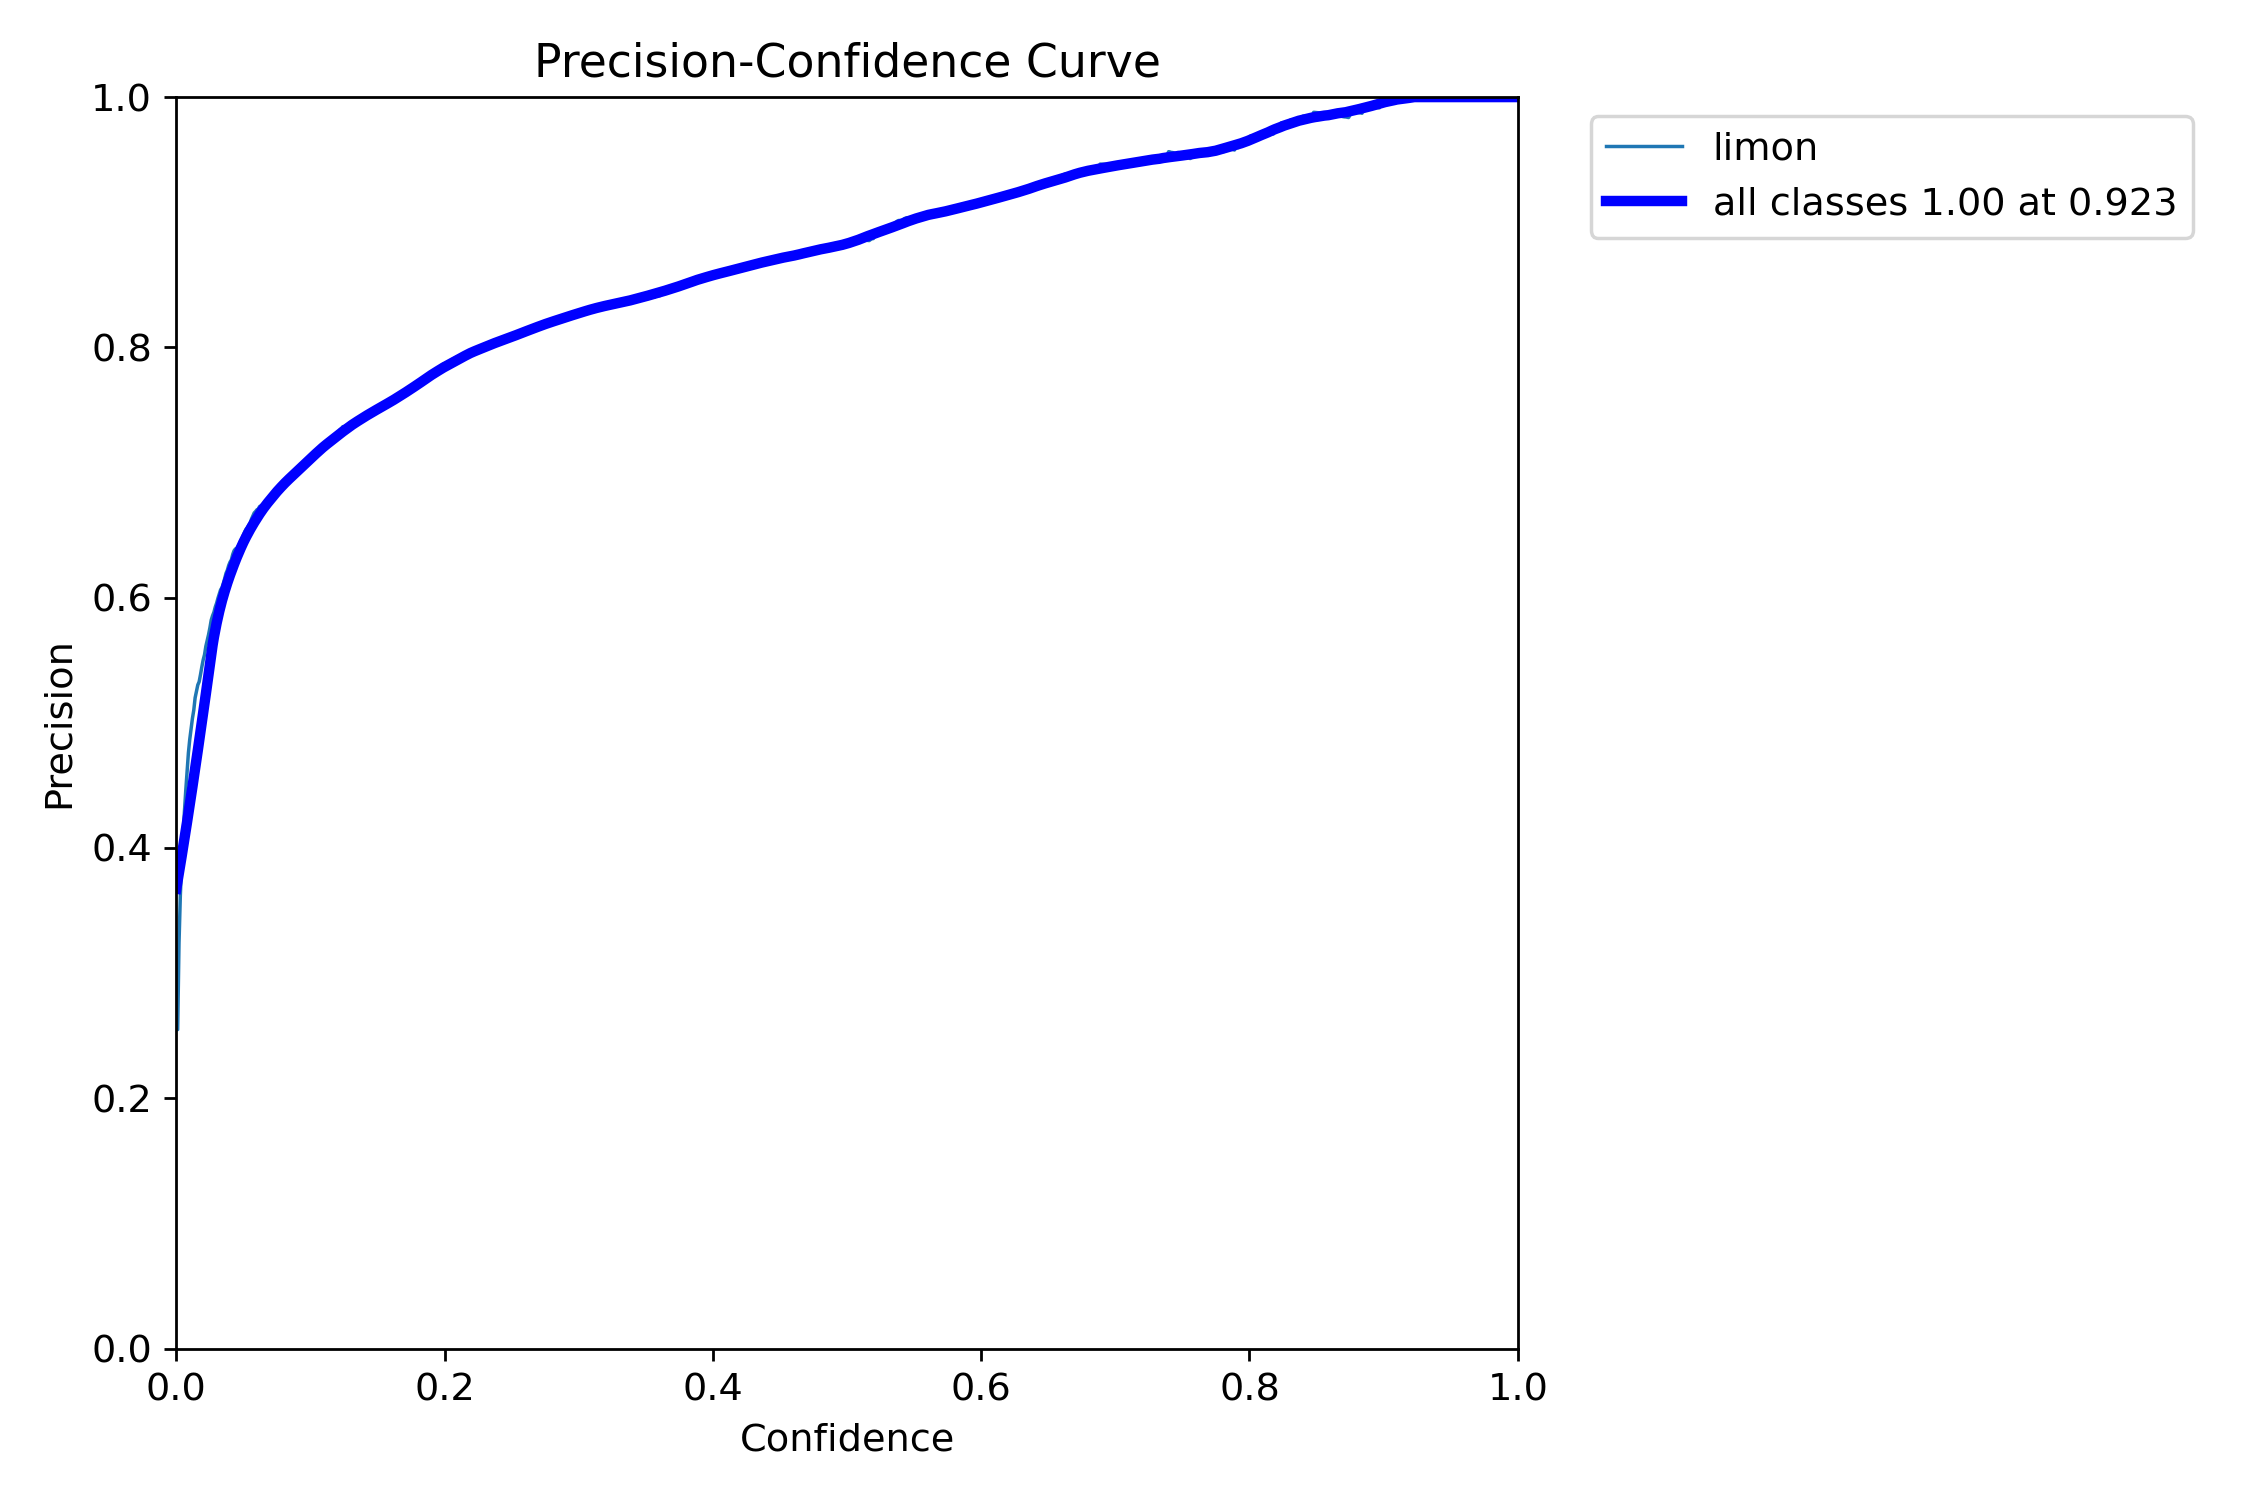 Precision-Confidence Curve
1.0
0.8
0.6
0.4
0.2
0.0
Precision
0.0 0.2 0.4 0.6 0.8 1.0
Confidence
limon
all classes 1.00 at 0.923